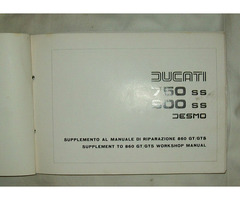 DUCATI
750 SS
900 SS
DESMO
SUPPLEMENTO AL MANUALE DI RIPARAZIONE 860 GT/GTS
SUPPLEMENT TO 860 GT/GTS WORKSHOP MANUAL